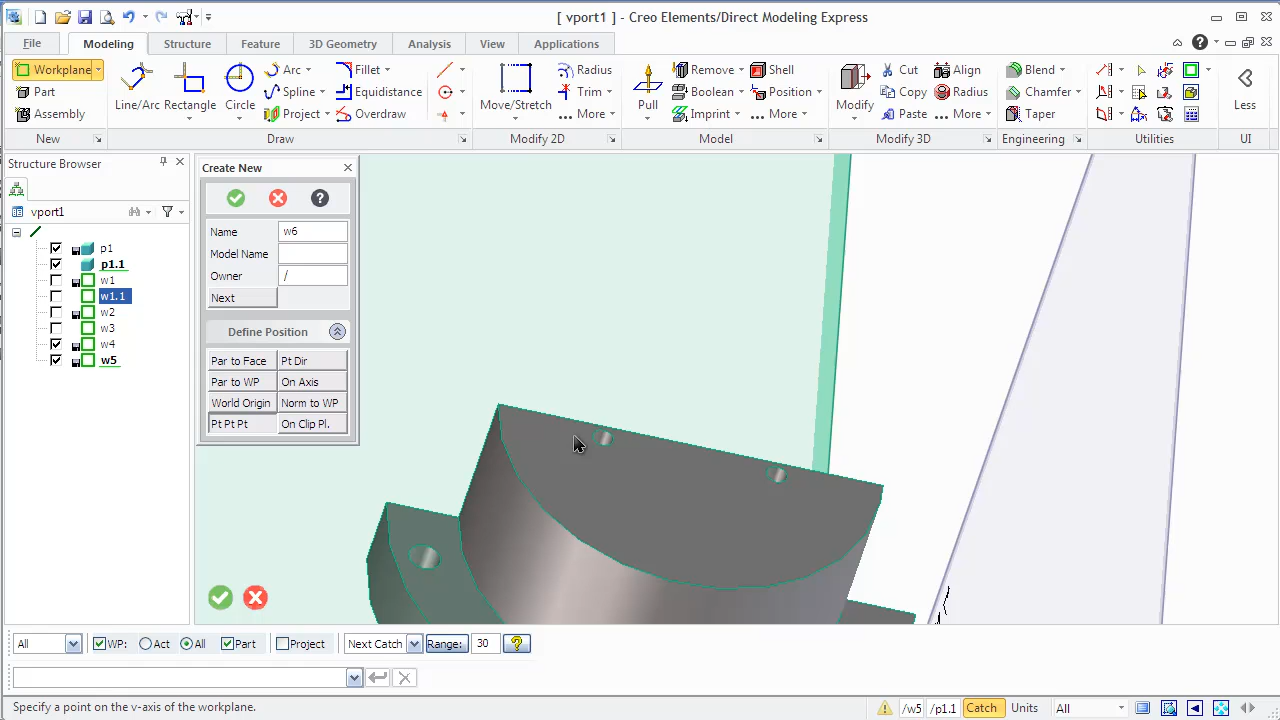 [ vport1 ] - Creo Elements/Direct Modeling Express
File Modeling Structure Feature 3D Geometry Analysis View Applications
Workplane Arc Fillet Radius Remove Shell Cut Align Blend
Part Line/Arc Rectangle Circle Spline Equidistance Move/Stretch Trim Pull Boolean Position Modify Copy Radius Chamfer Less
Assembly Project Overdraw ... More Imprint ... More Paste ... More Taper
New Draw Modify 2D Model Modify 3D Engineering Utilities UI
Structure Browser
vport1
p1
p1.1
w1
w1.1
w2
w3
w4
w5
Create New
Name w6
Model Name
Owner /
Next
Define Position
Par to Face Pt Dir
Par to WP On Axis
World Origin Norm to WP
Pt Pt Pt On Clip Pl.
All WP: Act All Part Project Next Catch Range: 30
Specify a point on the v-axis of the workplane. /w5 /p1.1 Catch Units All